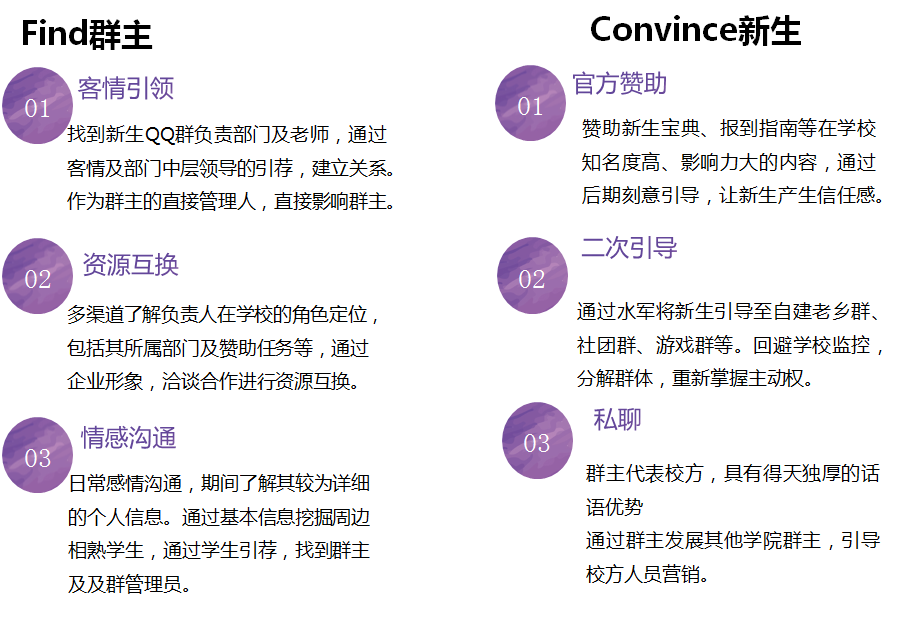 Find群主
01
客情引领
找到新生QQ群负责部门及老师，通过
客情及部门中层领导的引荐，建立关系。
作为群主的直接管理人，直接影响群主。
02
资源互换
多渠道了解负责人在学校的角色定位，
包括其所属部门及赞助任务等，通过
企业形象，洽谈合作进行资源互换。
03
情感沟通
日常感情沟通，期间了解其较为详细
的个人信息。通过基本信息挖掘周边
相熟学生，通过学生引荐，找到群主
及及群管理员。
Convince新生
01
官方赞助
赞助新生宝典、报到指南等在学校
知名度高、影响力大的内容，通过
后期刻意引导，让新生产生信任感。
02
二次引导
通过水军将新生引导至自建老乡群、
社团群、游戏群等。回避学校监控，
分解群体，重新掌握主动权。
03
私聊
群主代表校方，具有得天独厚的话
语优势
通过群主发展其他学院群主，引导
校方人员营销。